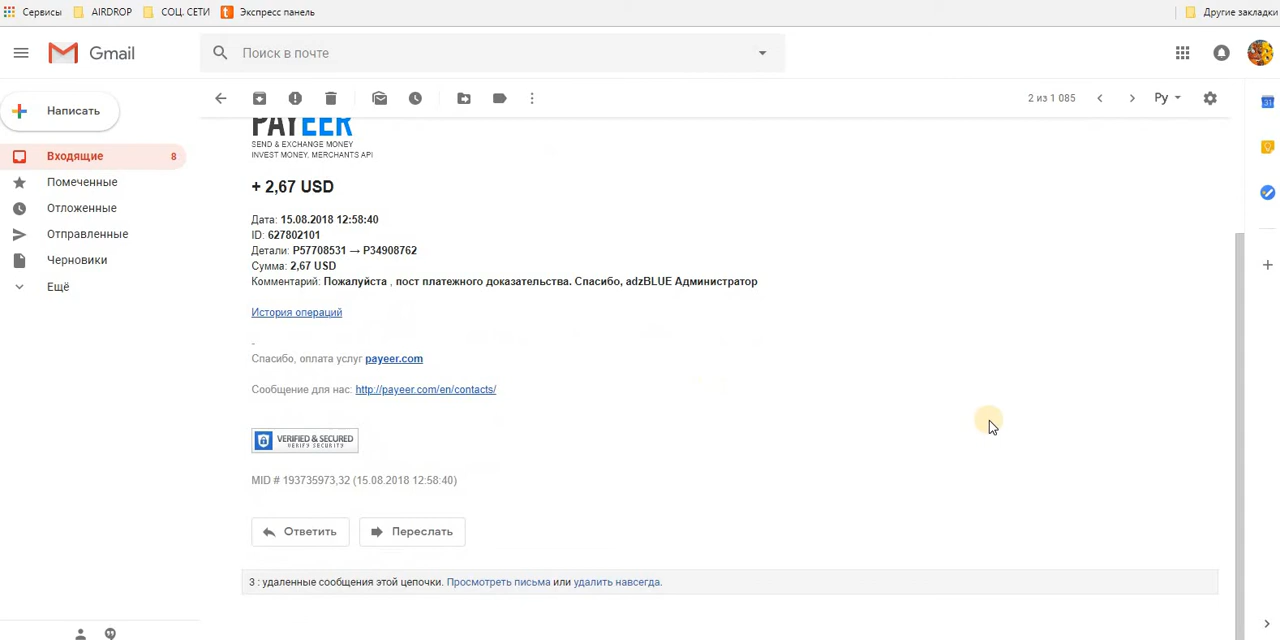 Сервисы AIRDROP СОЦ. СЕТИ Экспресс панель Другие закладки
Gmail
Поиск в почте
Написать
2 из 1 085
Ру
Входящие 8
Помеченные
Отложенные
Отправленные
Черновики
Ещё
PAYEER
SEND & EXCHANGE MONEY
INVEST MONEY, MERCHANTS API
+ 2,67 USD
Дата: 15.08.2018 12:58:40
ID: 627802101
Детали: P57708531 → P34908762
Сумма: 2,67 USD
Комментарий: Пожалуйста , пост платежного доказательства. Спасибо, adzBLUE Администратор
История операций
-
Спасибо, оплата услуг payeer.com
Сообщение для нас: http://payeer.com/en/contacts/
VERIFIED & SECURED
VERIFY SECURITY
MID # 193735973,32 (15.08.2018 12:58:40)
Ответить
Переслать
3 : удаленные сообщения этой цепочки. Просмотреть письма или удалить навсегда.
31